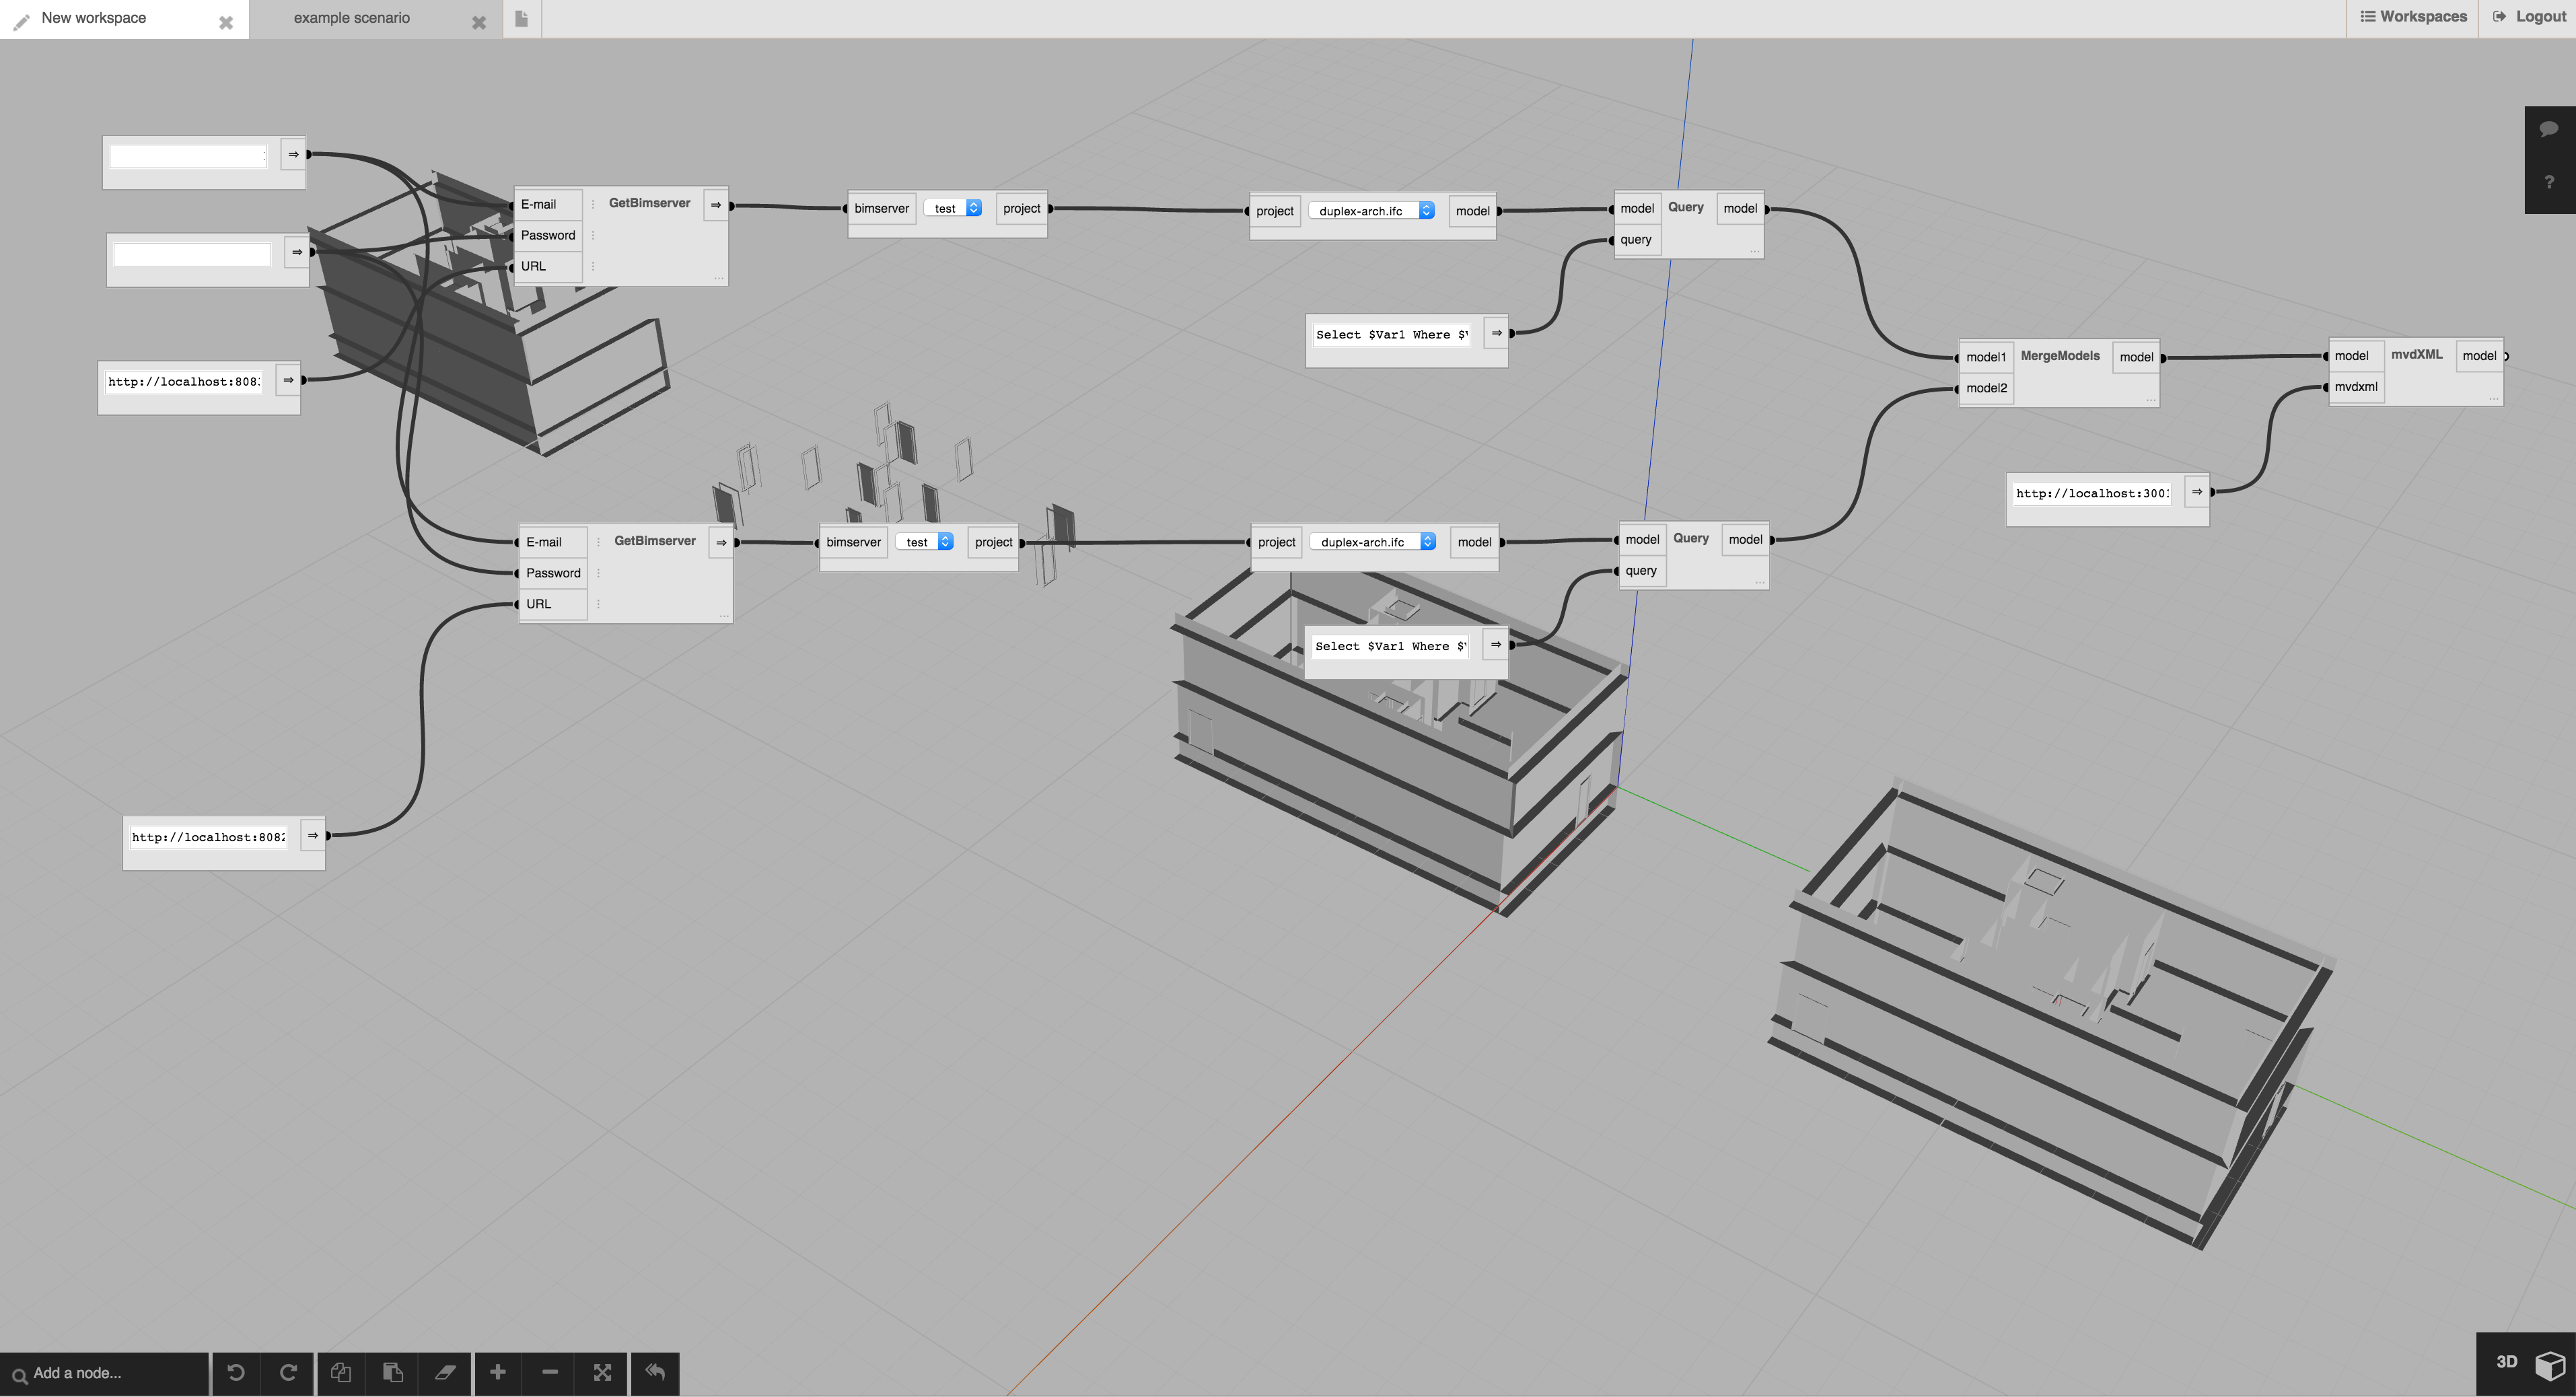 New workspace
example scenario
Workspaces
Logout
E-mail
GetBimserver
Password
URL
bimserver
test
project
project
duplex-arch.ifc
model
model
Query
model
query
Select $Var1 Where $
http://localhost:808
model1
MergeModels
model
model2
model
mvdXML
model
mvdxml
http://localhost:300
E-mail
GetBimserver
Password
URL
bimserver
test
project
project
duplex-arch.ifc
model
model
Query
model
query
Select $Var1 Where $
http://localhost:8082
?
Add a node...
3D